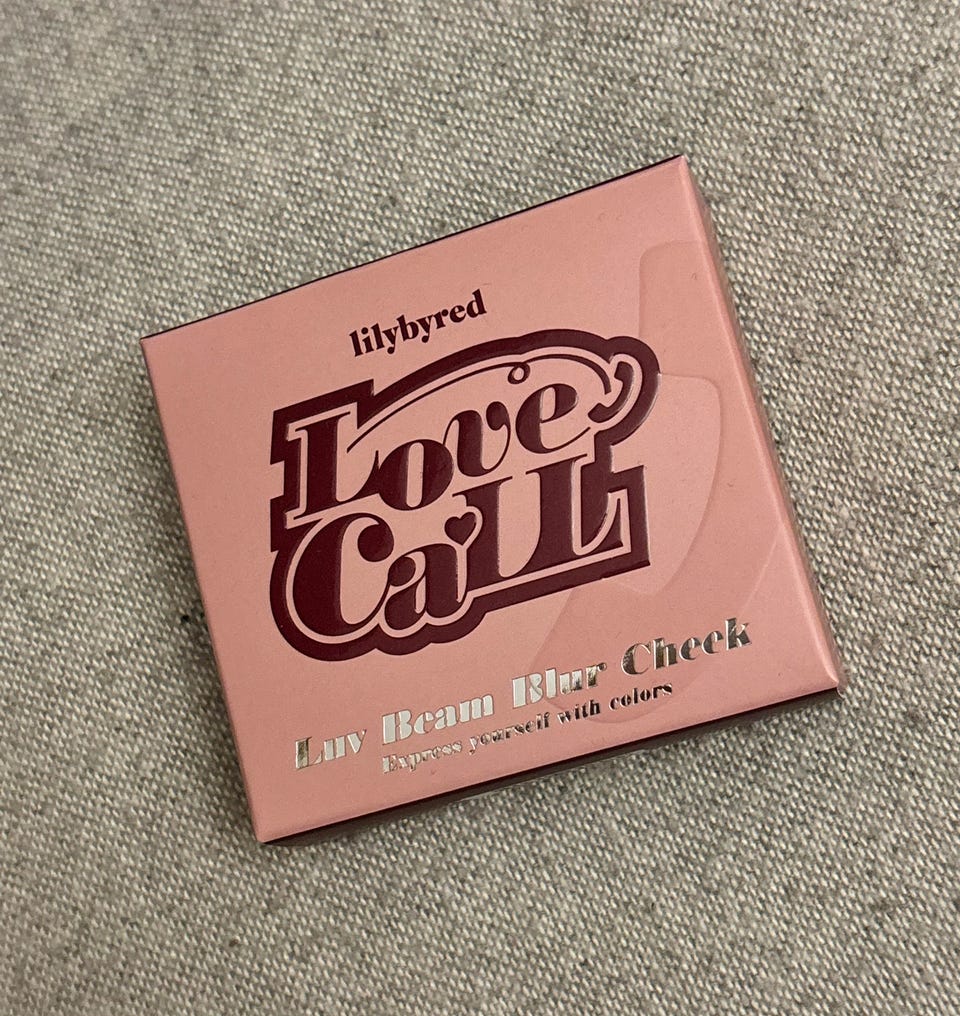 lilybyred
Love
CaLL
Luv Beam Blur Cheek
Express yourself with colors